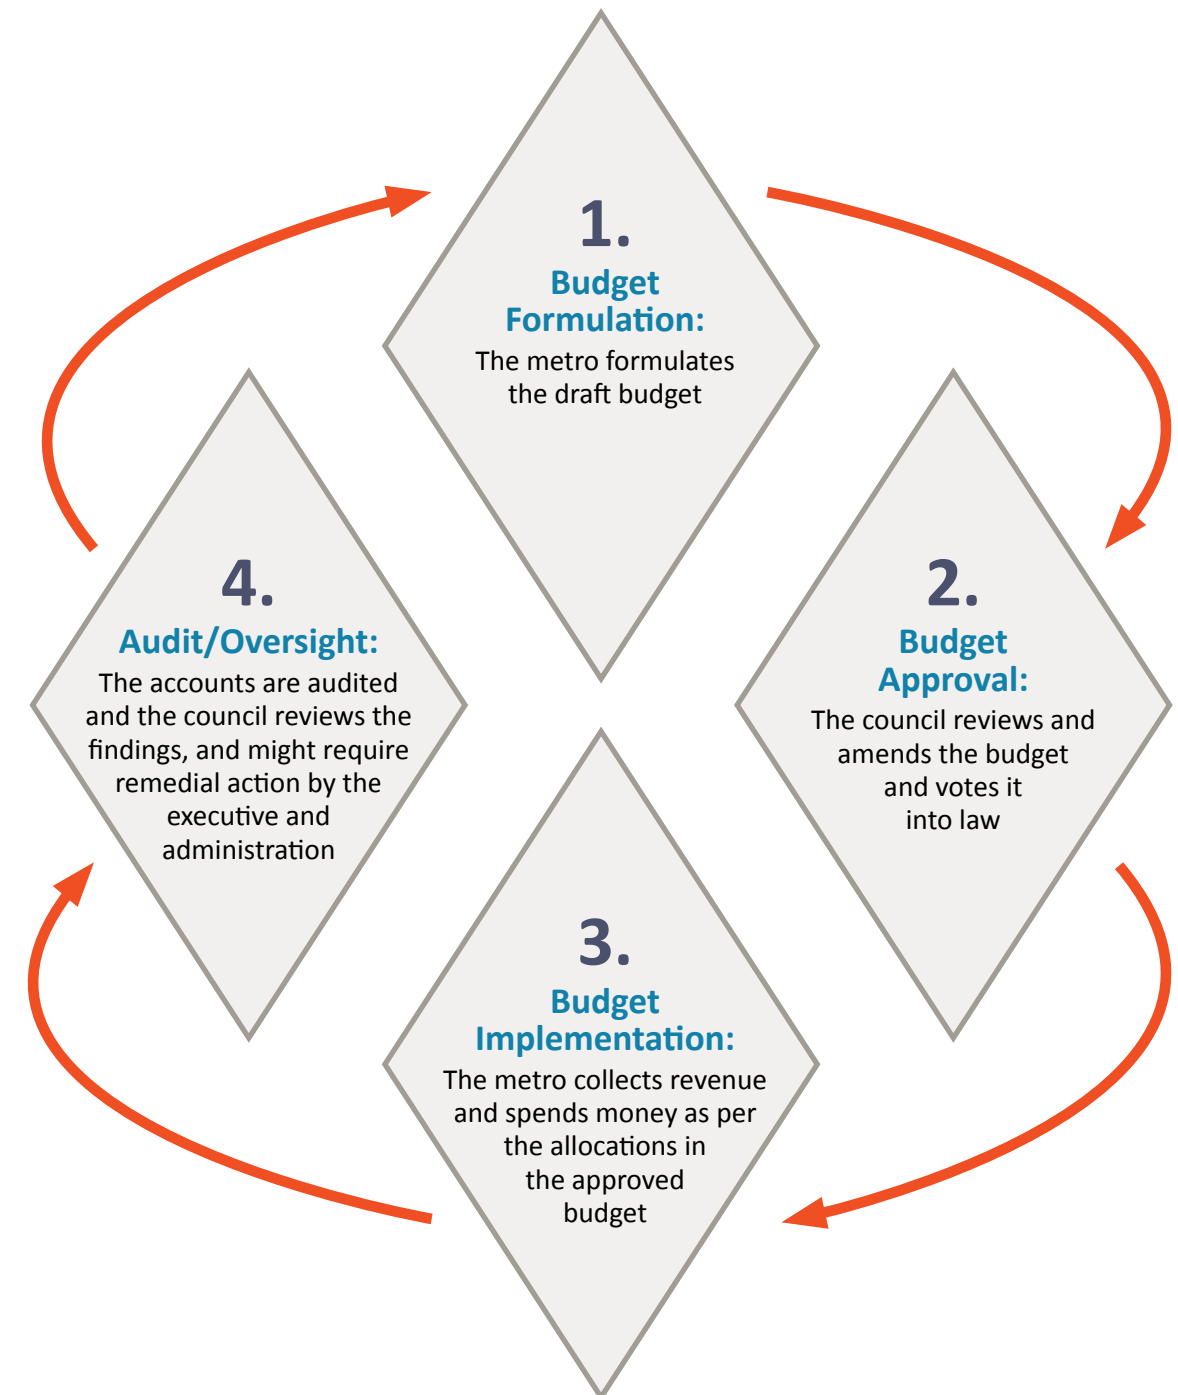 1.
Budget
Formulation:
The metro formulates
the draft budget
2.
Budget
Approval:
The council reviews and
amends the budget
and votes it
into law
3.
Budget
Implementation:
The metro collects revenue
and spends money as per
the allocations in
the approved
budget
4.
Audit/Oversight:
The accounts are audited
and the council reviews the
findings, and might require
remedial action by the
executive and
administration